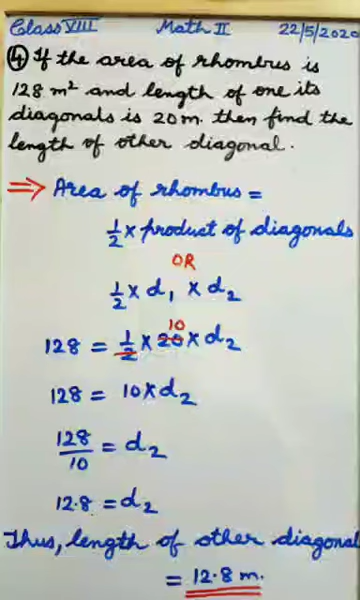 Class VIII Math II 22/5/2020
④ If the area of rhombus is
128 m² and length of one its
diagonals is 20 m. then find the
length of other diagonal.
⇒ Area of rhombus =
1/2 × product of diagonals
OR
1/2 × d₁ × d₂
128 = 1/2 × 20 10 × d₂
128 = 10 × d₂
128/10 = d₂
12.8 = d₂
Thus, length of other diagonal
= 12.8 m.